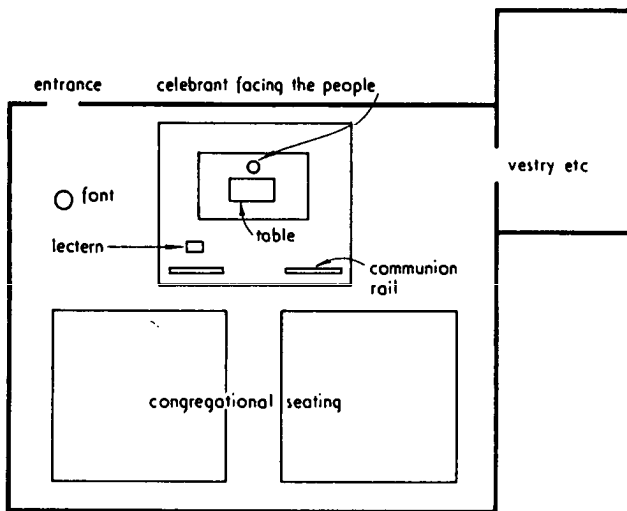 entrance
celebrant facing the people
vestry etc
font
table
lectern
communion
rail
congregational seating